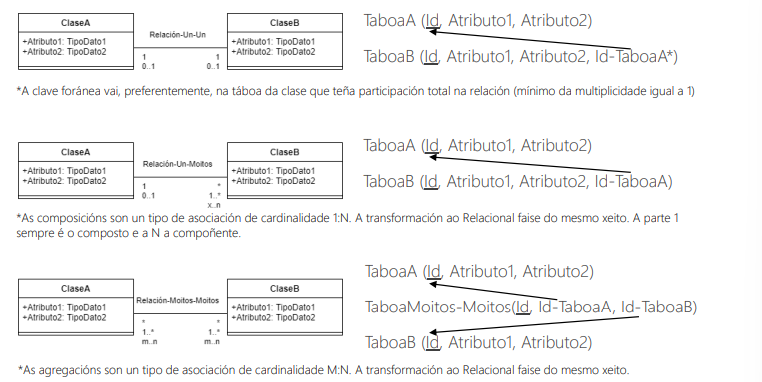 ClaseA
+Atributo1: TipoDato1
+Atributo2: TipoDato2
Relación-Un-Un
1 1
0..1 0..1
ClaseB
+Atributo1: TipoDato1
+Atributo2: TipoDato2
TaboaA (Id, Atributo1, Atributo2)
TaboaB (Id, Atributo1, Atributo2, Id-TaboaA*)
*A clave foránea vai, preferentemente, na táboa da clase que teña participación total na relación (mínimo da multiplicidade igual a 1)
ClaseA
+Atributo1: TipoDato1
+Atributo2: TipoDato2
Relación-Un-Moitos
1 *
0..1 1..*
x..n
ClaseB
+Atributo1: TipoDato1
+Atributo2: TipoDato2
TaboaA (Id, Atributo1, Atributo2)
TaboaB (Id, Atributo1, Atributo2, Id-TaboaA)
*As composicións son un tipo de asociación de cardinalidade 1:N. A transformación ao Relacional faise do mesmo xeito. A parte 1
sempre é o composto e a N a compoñente.
ClaseA
+Atributo1: TipoDato1
+Atributo2: TipoDato2
Relación-Moitos-Moitos
* *
1..* 1..*
m..n m..n
ClaseB
+Atributo1: TipoDato1
+Atributo2: TipoDato2
TaboaA (Id, Atributo1, Atributo2)
TaboaMoitos-Moitos(Id, Id-TaboaA, Id-TaboaB)
TaboaB (Id, Atributo1, Atributo2)
*As agregacións son un tipo de asociación de cardinalidade M:N. A transformación ao Relacional faise do mesmo xeito.